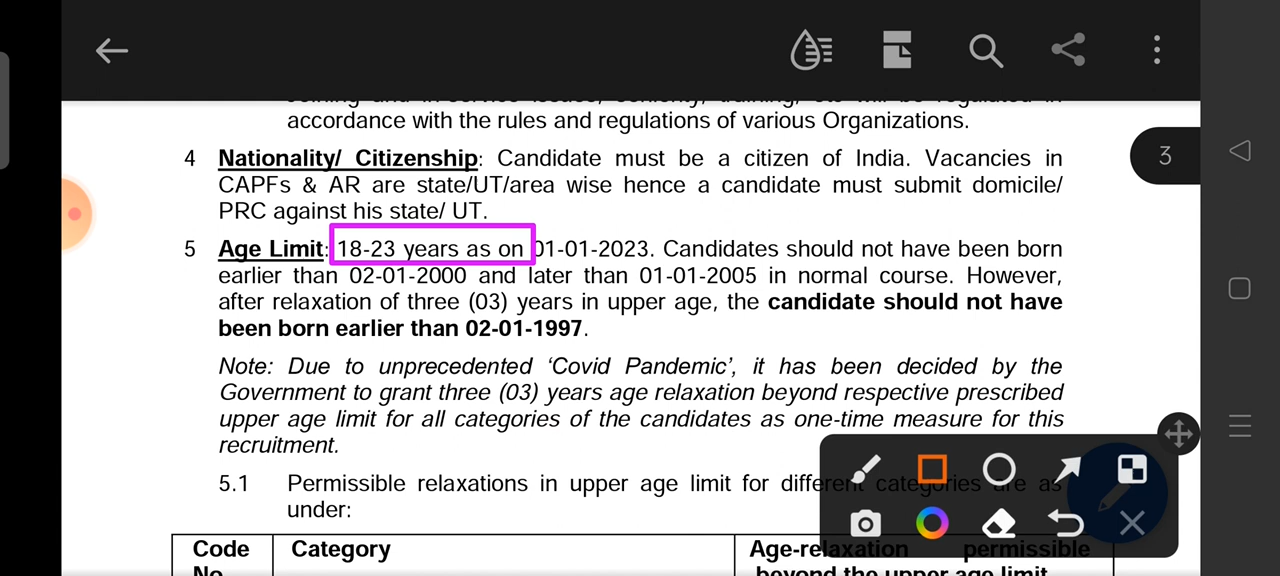 3
accordance with the rules and regulations of various Organizations.
4 Nationality/ Citizenship: Candidate must be a citizen of India. Vacancies in
CAPFs & AR are state/UT/area wise hence a candidate must submit domicile/
PRC against his state/ UT.
5 Age Limit: 18-23 years as on 01-01-2023. Candidates should not have been born
earlier than 02-01-2000 and later than 01-01-2005 in normal course. However,
after relaxation of three (03) years in upper age, the candidate should not have
been born earlier than 02-01-1997.
Note: Due to unprecedented ‘Covid Pandemic’, it has been decided by the
Government to grant three (03) years age relaxation beyond respective prescribed
upper age limit for all categories of the candidates as one-time measure for this
recruitment.
5.1 Permissible relaxations in upper age limit for different categories are as
under:
Code Category Age-relaxation permissible
No beyond the upper age limit